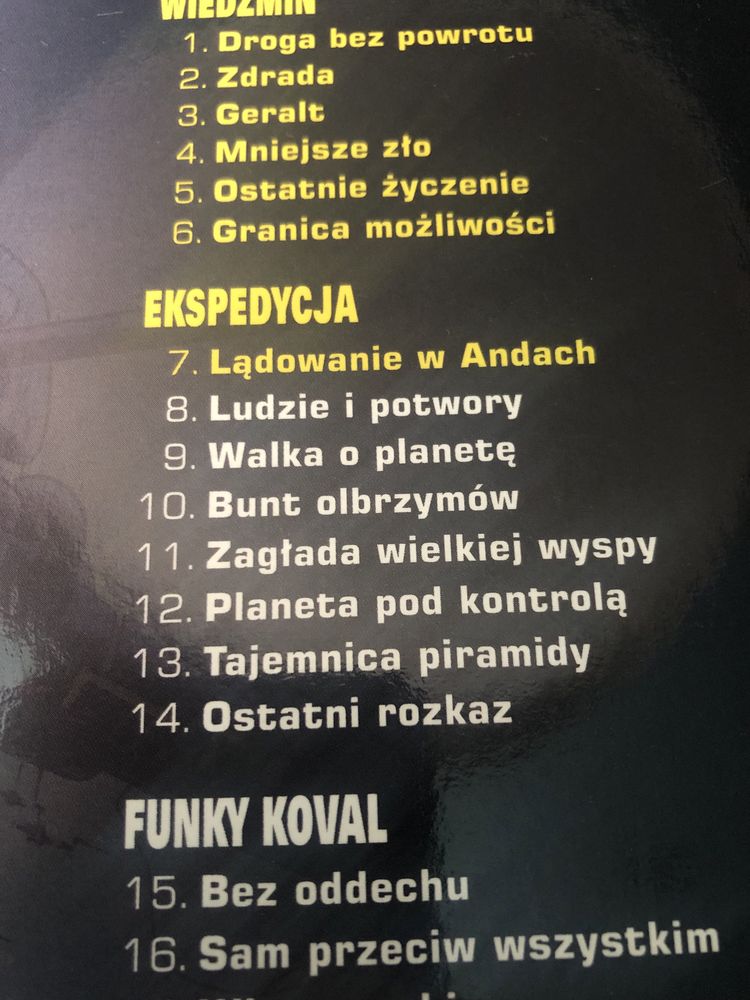 WIEDŹMIN
1. Droga bez powrotu
2. Zdrada
3. Geralt
4. Mniejsze zło
5. Ostatnie życzenie
6. Granica możliwości
EKSPEDYCJA
7. Lądowanie w Andach
8. Ludzie i potwory
9. Walka o planetę
10. Bunt olbrzymów
11. Zagłada wielkiej wyspy
12. Planeta pod kontrolą
13. Tajemnica piramidy
14. Ostatni rozkaz
FUNKY KOVAL
15. Bez oddechu
16. Sam przeciw wszystkim